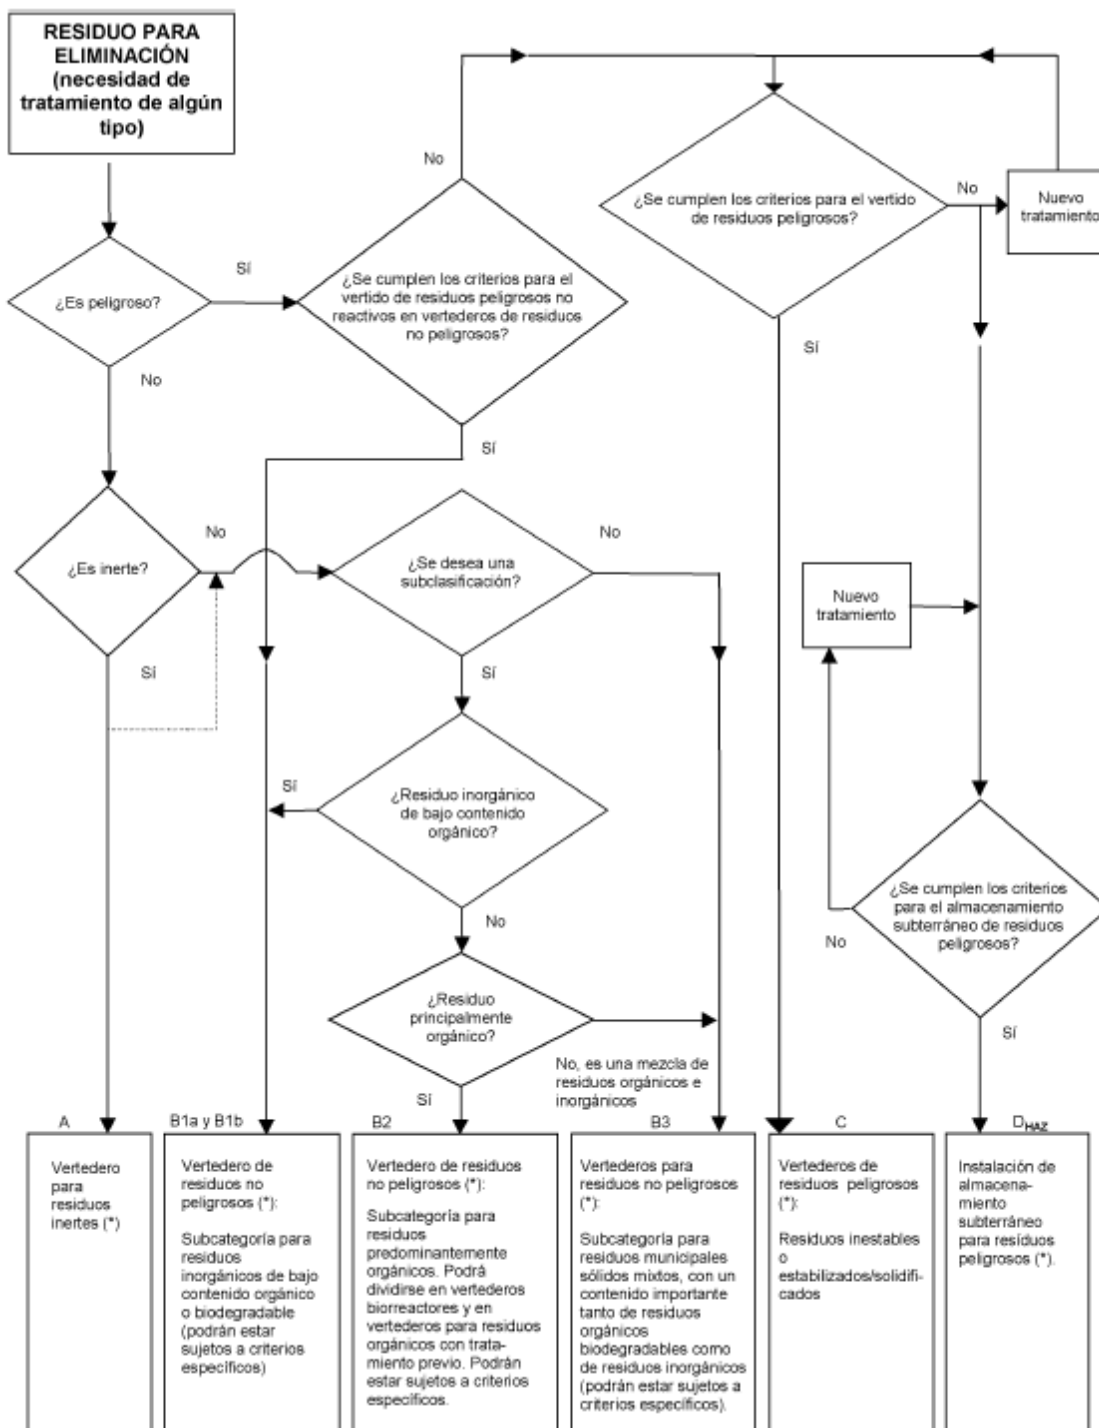 RESIDUO PARA
ELIMINACIÓN
(necesidad de
tratamiento de algún
tipo)
No
¿Se cumplen los criterios para el vertido
de residuos peligrosos?
No
Nuevo
tratamiento
¿Es peligroso?
Sí
¿Se cumplen los criterios para el
vertido de residuos peligrosos no
reactivos en vertederos de residuos
no peligrosos?
Sí
No
Sí
¿Es inerte?
No
¿Se desea una
subclasificación?
No
Nuevo
tratamiento
Sí
Sí
Sí
¿Residuo inorgánico
de bajo contenido
orgánico?
¿Se cumplen los criterios
para el almacenamiento
subterráneo de residuos
peligrosos?
No
No
¿Residuo
principalmente
orgánico?
Sí
No, es una mezcla de
residuos orgánicos e
inorgánicos
Sí
A
Vertedero
para
residuos
inertes (*)
B1a y B1b
Vertedero de
residuos no
peligrosos (*):
Subcategoría para
residuos
inorgánicos de bajo
contenido orgánico
o biodegradable
(podrán estar
sujetos a criterios
específicos)
B2
Vertedero de residuos
no peligrosos (*):
Subcategoría para
residuos
predominantemente
orgánicos. Podrá
dividirse en vertederos
biorreactores y en
vertederos para residuos
orgánicos con trata-
miento previo. Podrán
estar sujetos a criterios
específicos.
B3
Vertederos para
residuos no peligrosos
(*):
Subcategoría para
residuos municipales
sólidos mixtos, con un
contenido importante
tanto de residuos
orgánicos
biodegradables como
de residuos inorgánicos
(podrán estar sujetos a
criterios específicos).
C
Vertederos de
residuos peligrosos
(*):
Residuos inestables
o
estabilizados/solidifi-
cados
D HAZ
Instalación de
almacena-
miento
subterráneo
para residuos
peligrosos (*).